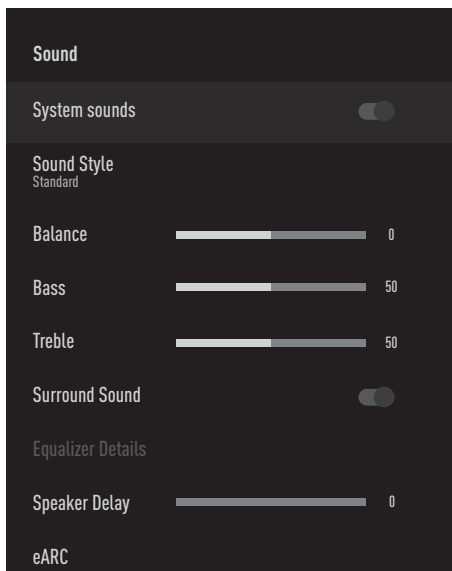 Sound
System sounds
Sound Style
Standard
Balance 0
Bass 50
Treble 50
Surround Sound
Equalizer Details
Speaker Delay 0
eARC